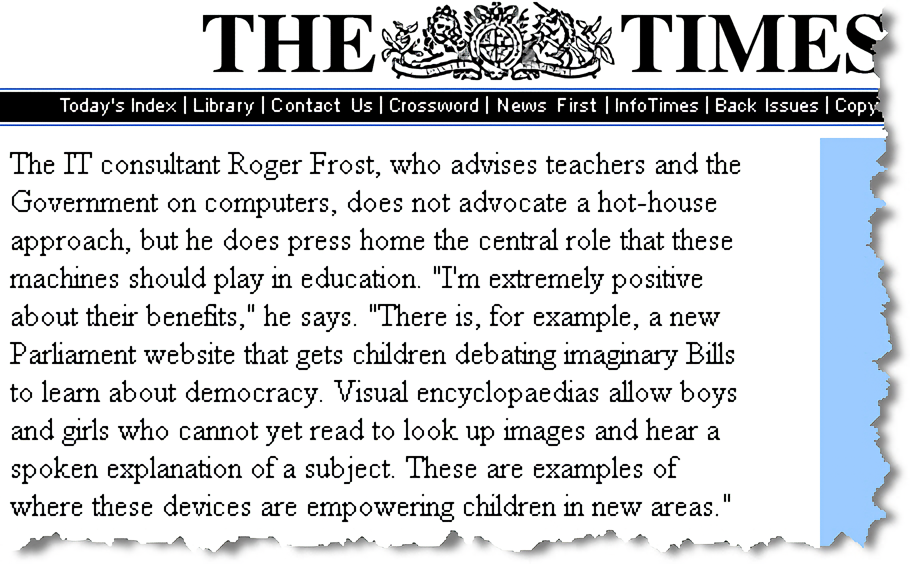 THE TIMES
Today's Index | Library | Contact Us | Crossword | News First | InfoTimes | Back Issues | Copy
The IT consultant Roger Frost, who advises teachers and the
Government on computers, does not advocate a hot-house
approach, but he does press home the central role that these
machines should play in education. "I'm extremely positive
about their benefits," he says. "There is, for example, a new
Parliament website that gets children debating imaginary Bills
to learn about democracy. Visual encyclopaedias allow boys
and girls who cannot yet read to look up images and hear a
spoken explanation of a subject. These are examples of
where these devices are empowering children in new areas."